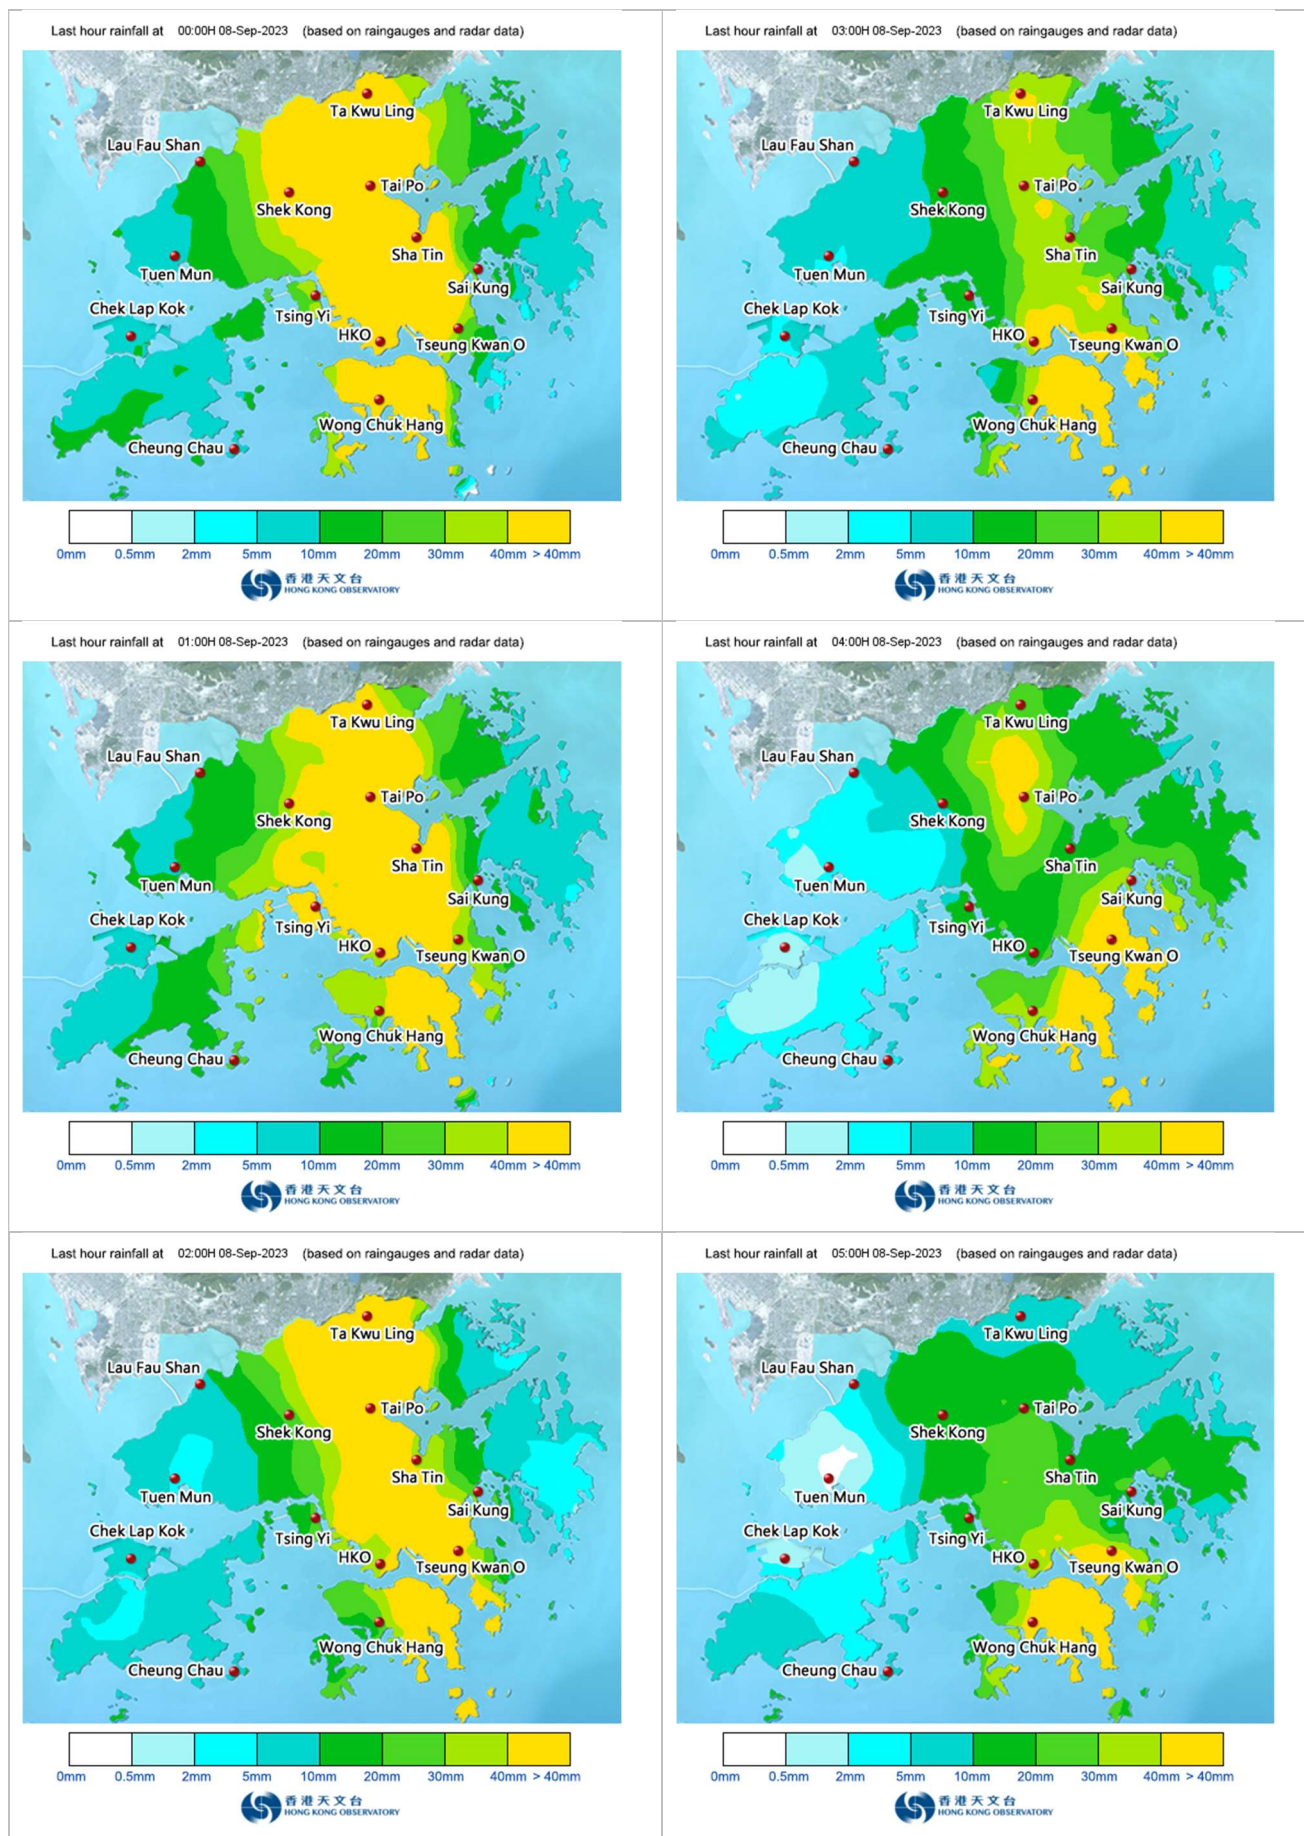 Last hour rainfall at 00:00H 08-Sep-2023 (based on raingauges and radar data)
Ta Kwu Ling
Lau Fau Shan
Tai Po
Shek Kong
Sha Tin
Tuen Mun
Sai Kung
Chek Lap Kok
Tsing Yi
HKO
Tseung Kwan O
Wong Chuk Hang
Cheung Chau
0mm 0.5mm 2mm 5mm 10mm 20mm 30mm 40mm > 40mm
香港天文台
HONG KONG OBSERVATORY
Last hour rainfall at 03:00H 08-Sep-2023 (based on raingauges and radar data)
Ta Kwu Ling
Lau Fau Shan
Tai Po
Shek Kong
Sha Tin
Tuen Mun
Sai Kung
Chek Lap Kok
Tsing Yi
HKO
Tseung Kwan O
Wong Chuk Hang
Cheung Chau
0mm 0.5mm 2mm 5mm 10mm 20mm 30mm 40mm > 40mm
香港天文台
HONG KONG OBSERVATORY
Last hour rainfall at 01:00H 08-Sep-2023 (based on raingauges and radar data)
Ta Kwu Ling
Lau Fau Shan
Tai Po
Shek Kong
Sha Tin
Tuen Mun
Sai Kung
Chek Lap Kok
Tsing Yi
HKO
Tseung Kwan O
Wong Chuk Hang
Cheung Chau
0mm 0.5mm 2mm 5mm 10mm 20mm 30mm 40mm > 40mm
香港天文台
HONG KONG OBSERVATORY
Last hour rainfall at 04:00H 08-Sep-2023 (based on raingauges and radar data)
Ta Kwu Ling
Lau Fau Shan
Tai Po
Shek Kong
Sha Tin
Tuen Mun
Sai Kung
Chek Lap Kok
Tsing Yi
HKO
Tseung Kwan O
Wong Chuk Hang
Cheung Chau
0mm 0.5mm 2mm 5mm 10mm 20mm 30mm 40mm > 40mm
香港天文台
HONG KONG OBSERVATORY
Last hour rainfall at 02:00H 08-Sep-2023 (based on raingauges and radar data)
Ta Kwu Ling
Lau Fau Shan
Tai Po
Shek Kong
Sha Tin
Tuen Mun
Sai Kung
Chek Lap Kok
Tsing Yi
HKO
Tseung Kwan O
Wong Chuk Hang
Cheung Chau
0mm 0.5mm 2mm 5mm 10mm 20mm 30mm 40mm > 40mm
香港天文台
HONG KONG OBSERVATORY
Last hour rainfall at 05:00H 08-Sep-2023 (based on raingauges and radar data)
Ta Kwu Ling
Lau Fau Shan
Tai Po
Shek Kong
Sha Tin
Tuen Mun
Sai Kung
Chek Lap Kok
Tsing Yi
HKO
Tseung Kwan O
Wong Chuk Hang
Cheung Chau
0mm 0.5mm 2mm 5mm 10mm 20mm 30mm 40mm > 40mm
香港天文台
HONG KONG OBSERVATORY